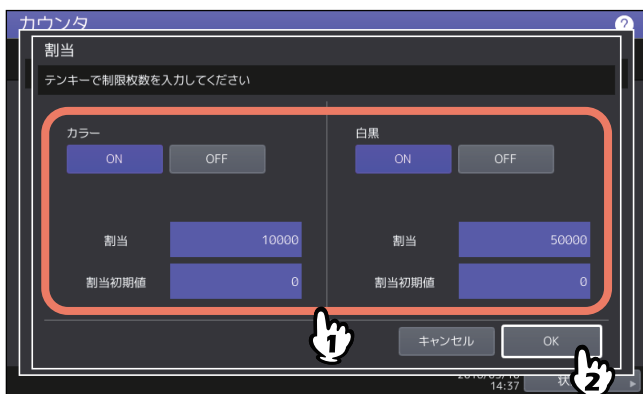 カウンタ ?
割当
テンキーで制限枚数を入力してください
カラー 白黒
ON OFF ON OFF
割当 10000 割当 50000
割当初期値 0 割当初期値 0
1
キャンセル OK
2
14:37